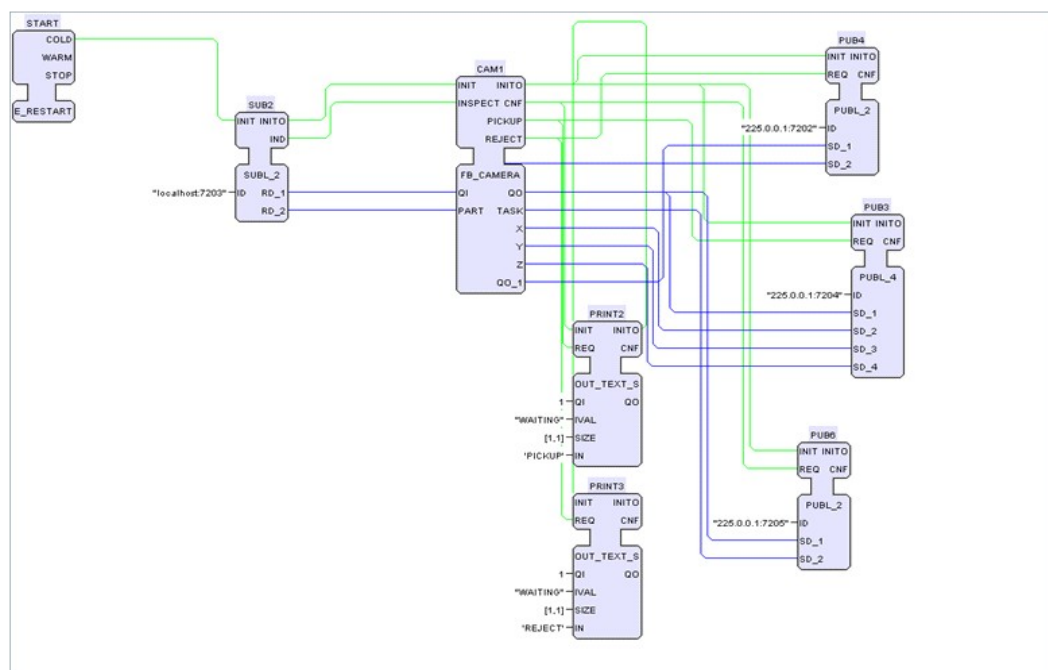 START
COLD
WARM
STOP
E_RESTART
SUB2
INIT INITO
IND
SUBL_2
"localhost:7203" ID RD_1
RD_2
CAM1
INIT INITO
INSPECT CNF
PICKUP
REJECT
FB_CAMERA
QI QO
PART TASK
X
Y
Z
QO_1
PRINT2
INIT INITO
REQ CNF
OUT_TEXT_S
1 QI QO
"WAITING" IVAL
[1,1] SIZE
'PICKUP' IN
PRINT3
INIT INITO
REQ CNF
OUT_TEXT_S
1 QI QO
"WAITING" IVAL
[1,1] SIZE
'REJECT' IN
PUB4
INIT INITO
REQ CNF
PUBL_2
"225.0.0.1:7202" ID
SD_1
SD_2
PUB3
INIT INITO
REQ CNF
PUBL_4
"225.0.0.1:7204" ID
SD_1
SD_2
SD_3
SD_4
PUB6
INIT INITO
REQ CNF
PUBL_2
"225.0.0.1:7205" ID
SD_1
SD_2